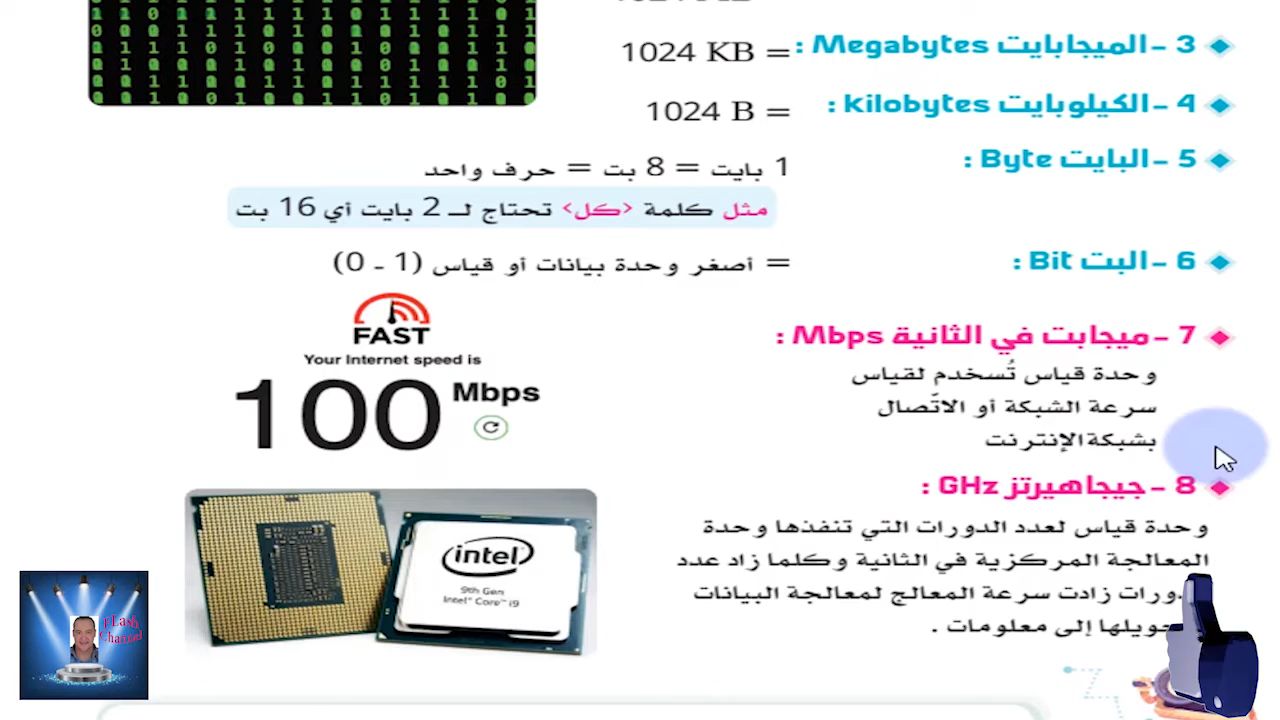 3 - الميجابايت Megabytes :
= 1024 KB
4 - الكيلوبايت kilobytes :
= 1024 B
5 - البايت Byte :
1 بايت = 8 بت = حرف واحد
مثل كلمة <كل> تحتاج لـ 2 بايت أي 16 بت
6 - البت Bit :
= أصغر وحدة بيانات أو قياس (1 - 0)
7 - ميجابت في الثانية Mbps :
وحدة قياس تُستخدم لقياس
سرعة الشبكة أو الاتّصال
بشبكة الإنترنت
FAST
Your Internet speed is
100 Mbps
8 - جيجاهيرتز GHz :
وحدة قياس لعدد الدورات التي تنفذها وحدة
المعالجة المركزية في الثانية وكلما زاد عدد
زادت سرعة المعالج لمعالجة البيانات
إلى معلومات .
intel
9th Gen
Intel® Core™ i9
FLash
Channel